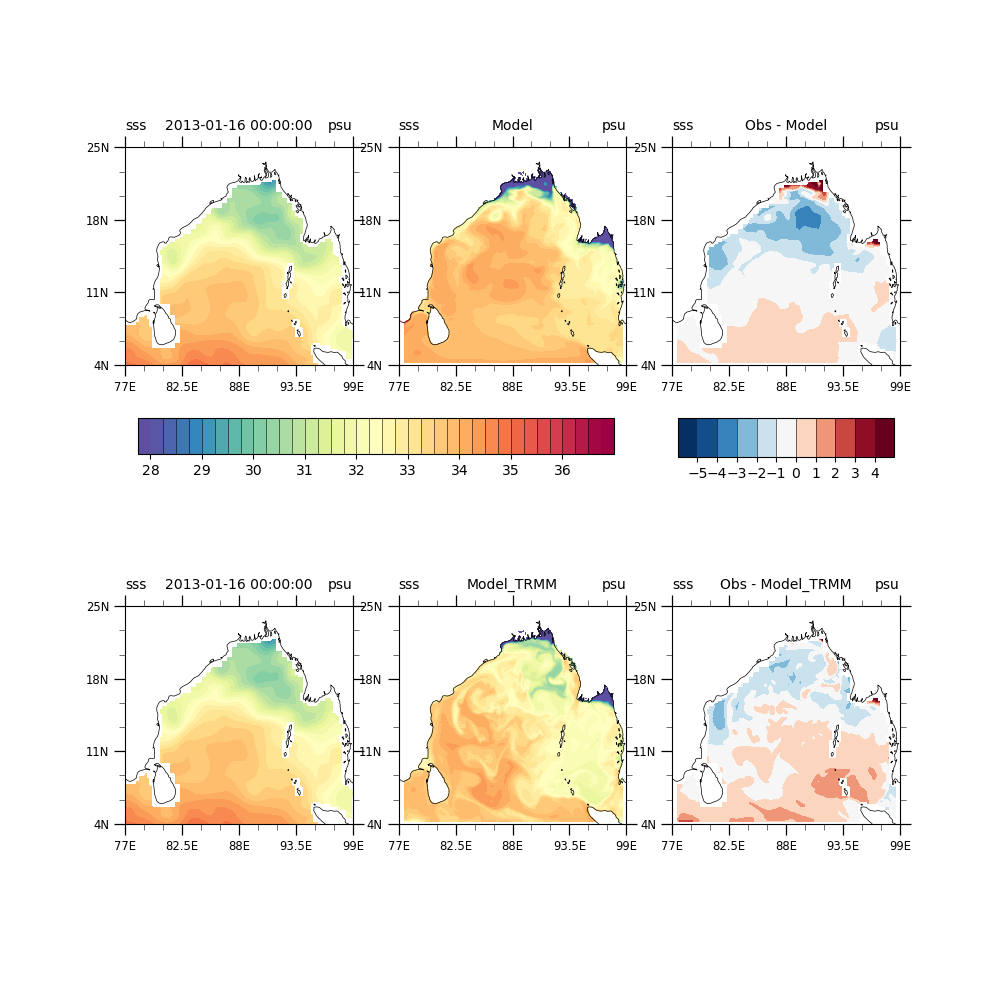 sss 2013-01-16 00:00:00 psu sss Model psu sss Obs - Model psu
25N 25N 25N
18N 18N 18N
11N 11N 11N
4N 4N 4N
77E 82.5E 88E 93.5E 99E 77E 82.5E 88E 93.5E 99E 77E 82.5E 88E 93.5E 99E
28 29 30 31 32 33 34 35 36 −5 −4 −3 −2 −1 0 1 2 3 4
sss 2013-01-16 00:00:00 psu sss Model_TRMM psu sss Obs - Model_TRMM psu
25N 25N 25N
18N 18N 18N
11N 11N 11N
4N 4N 4N
77E 82.5E 88E 93.5E 99E 77E 82.5E 88E 93.5E 99E 77E 82.5E 88E 93.5E 99E